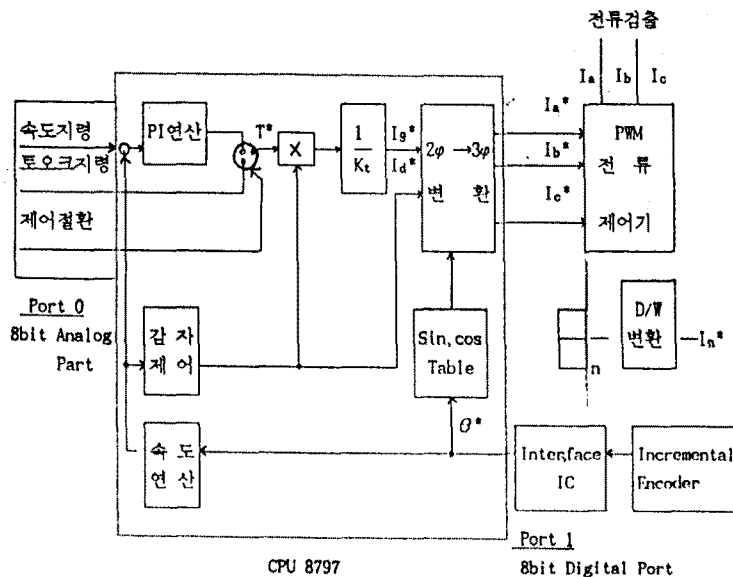 전류검출
Ia Ib Ic
속도지령
토오크지령
제어절환
PI연산
T*
X
1
Kt
Ig*
Id*
2φ →3φ
변 환
Ia*
Ib*
Ic*
PWM
전 류
제어기
Port 0
8bit Analog
Part
감 자
제 어
Sin,cos
Table
D/W
변환
In*
n
θ*
속 도
연 산
Interface
IC
Incremental
Encoder
Port 1
8bit Digital Port
CPU 8797